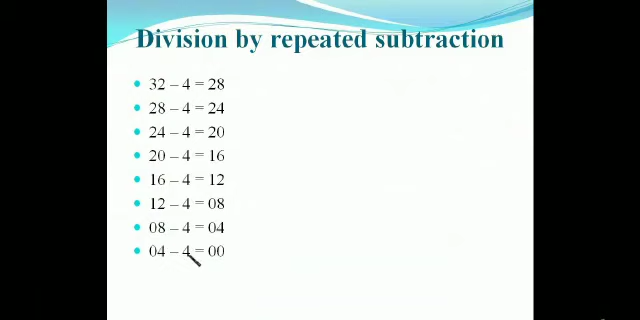 Division by repeated subtraction
• 32 – 4 = 28
• 28 – 4 = 24
• 24 – 4 = 20
• 20 – 4 = 16
• 16 – 4 = 12
• 12 – 4 = 08
• 08 – 4 = 04
• 04 – 4 = 00